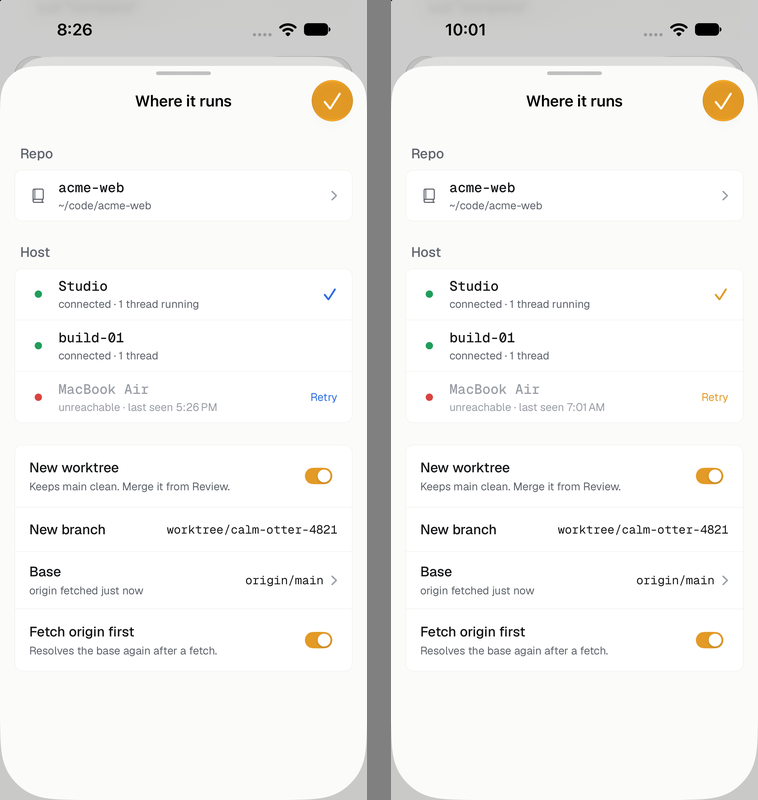 8:26
Where it runs
Repo
acme-web
~/code/acme-web
Host
Studio
connected · 1 thread running
build-01
connected · 1 thread
MacBook Air
unreachable · last seen 5:26 PM
Retry
New worktree
Keeps main clean. Merge it from Review.
New branch
worktree/calm-otter-4821
Base
origin fetched just now
origin/main
Fetch origin first
Resolves the base again after a fetch.
10:01
Where it runs
Repo
acme-web
~/code/acme-web
Host
Studio
connected · 1 thread running
build-01
connected · 1 thread
MacBook Air
unreachable · last seen 7:01 AM
Retry
New worktree
Keeps main clean. Merge it from Review.
New branch
worktree/calm-otter-4821
Base
origin fetched just now
origin/main
Fetch origin first
Resolves the base again after a fetch.